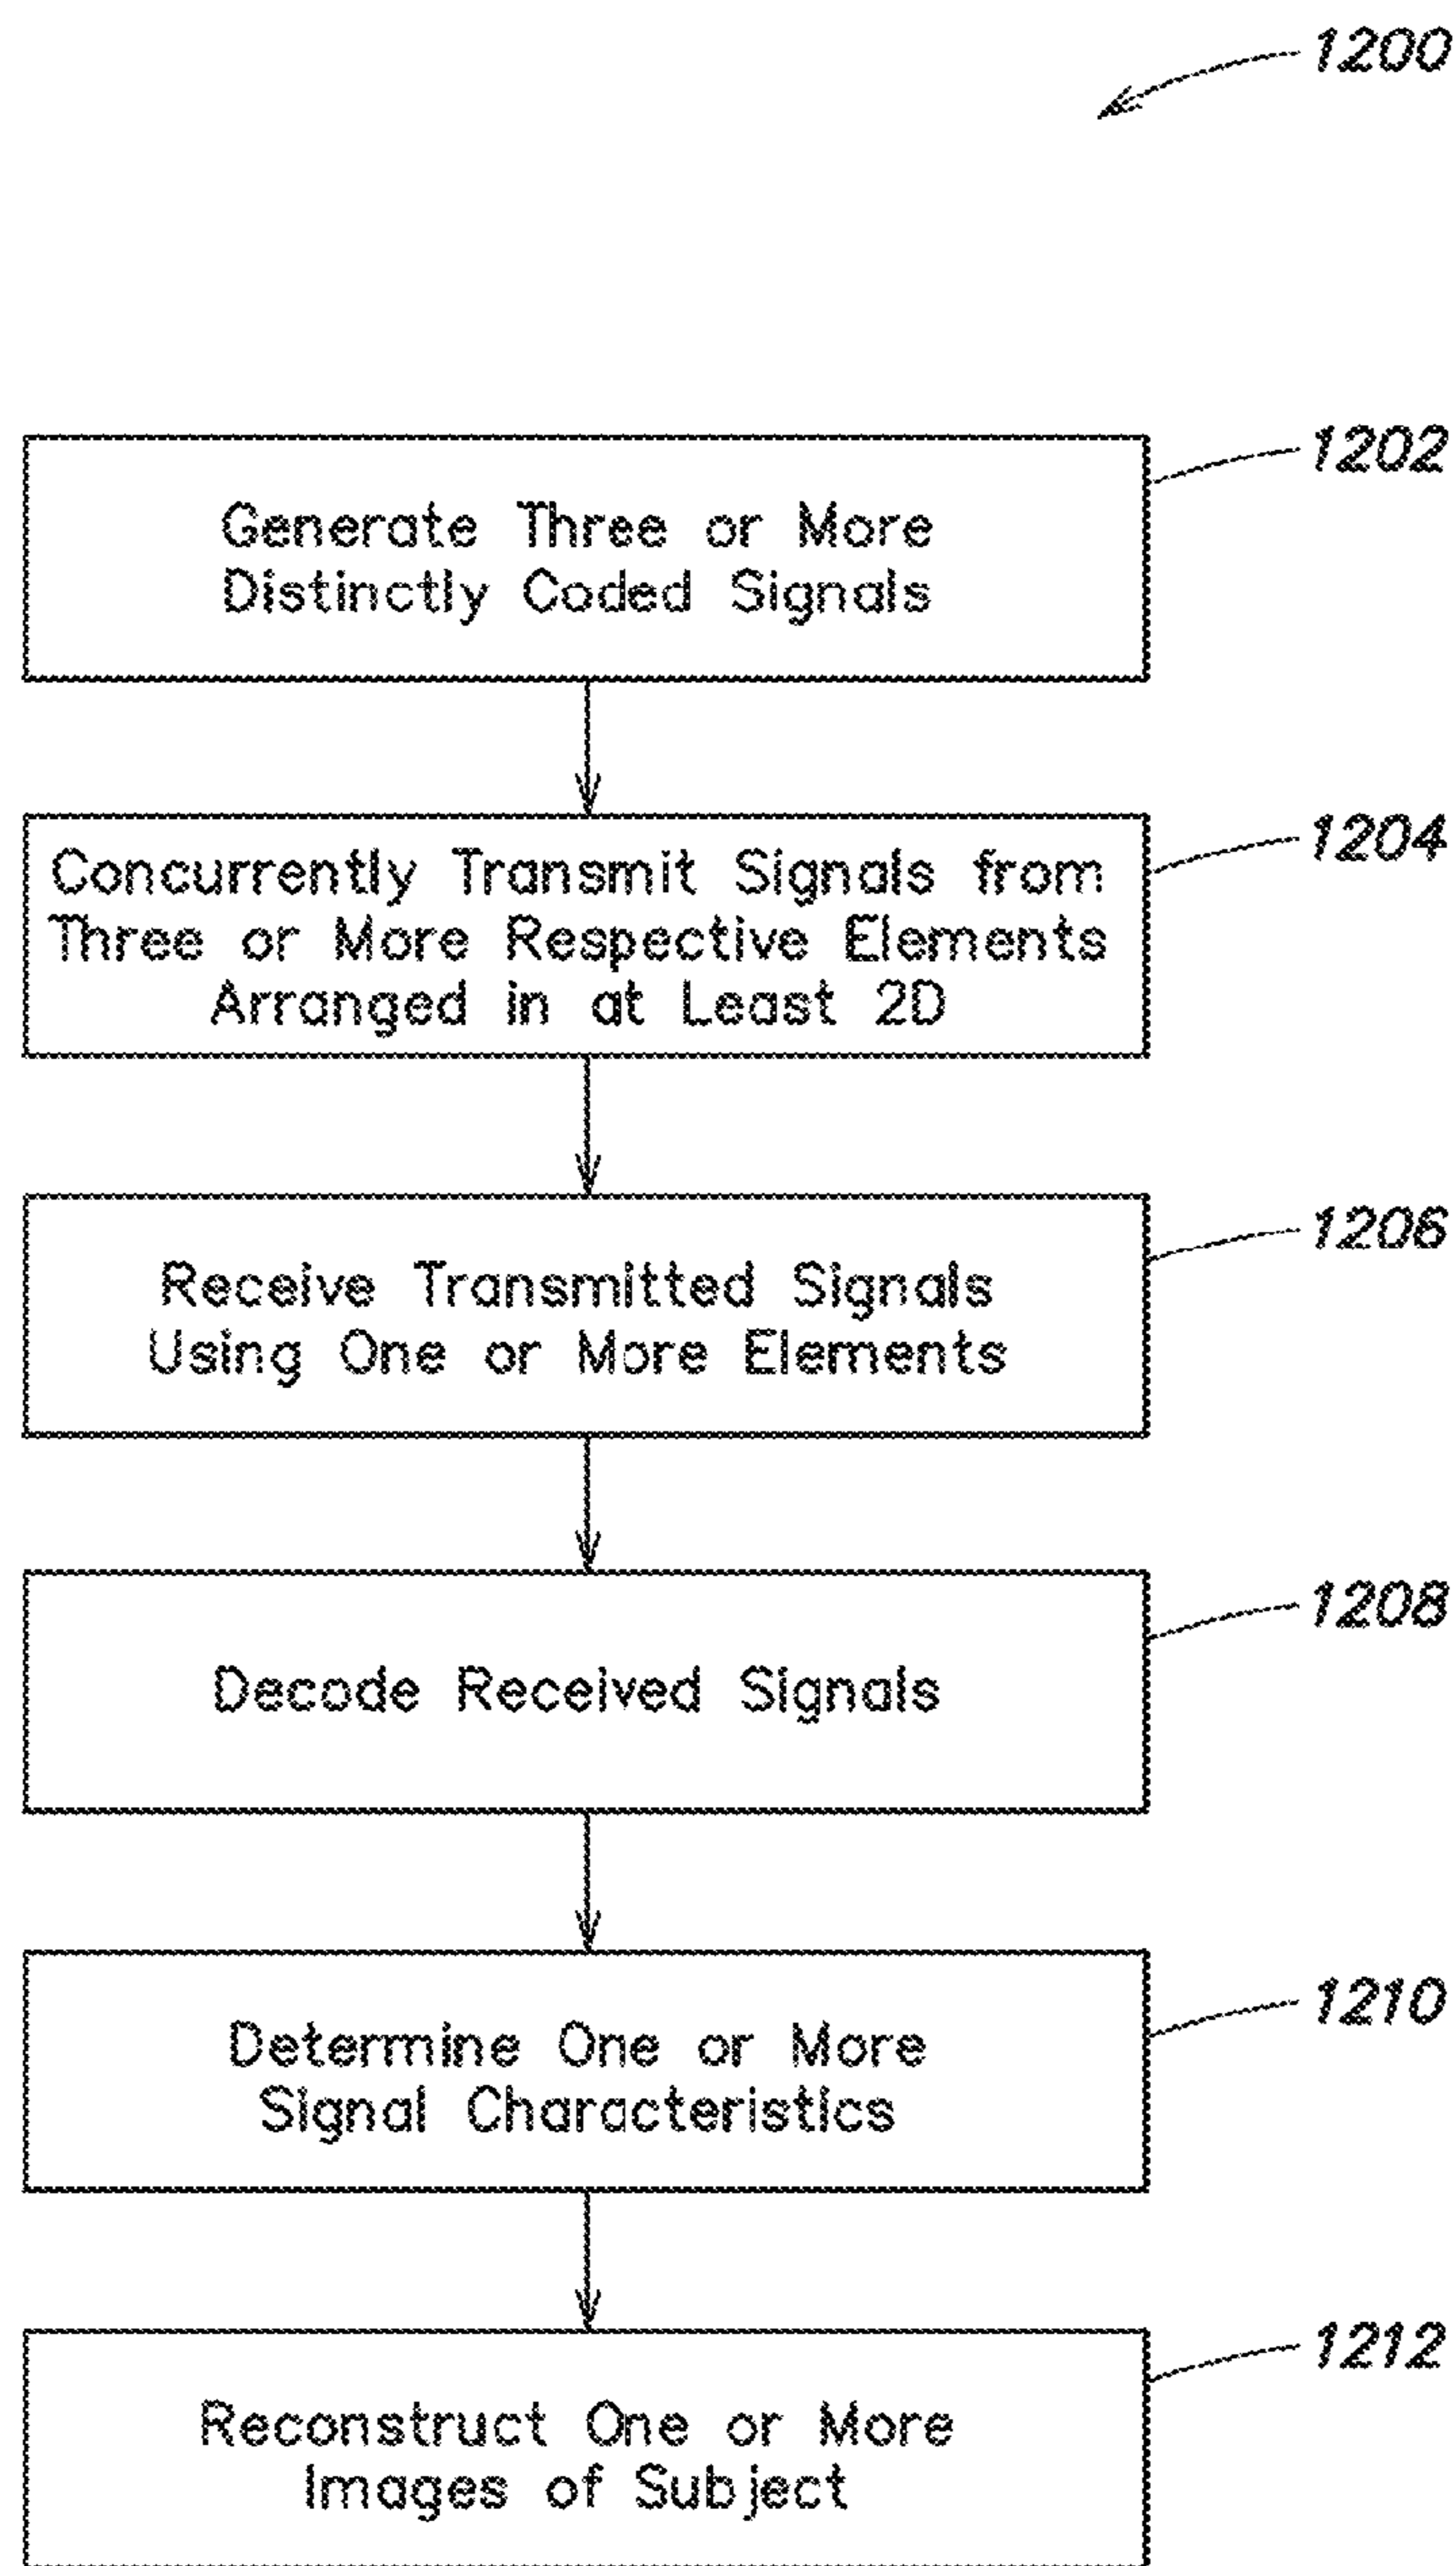 1200
1202
Generate Three or More
Distinctly Coded Signals
1204
Concurrently Transmit Signals from
Three or More Respective Elements
Arranged in at Least 2D
1206
Receive Transmitted Signals
Using One or More Elements
1208
Decode Received Signals
1210
Determine One or More
Signal Characteristics
1212
Reconstruct One or More
Images of Subject